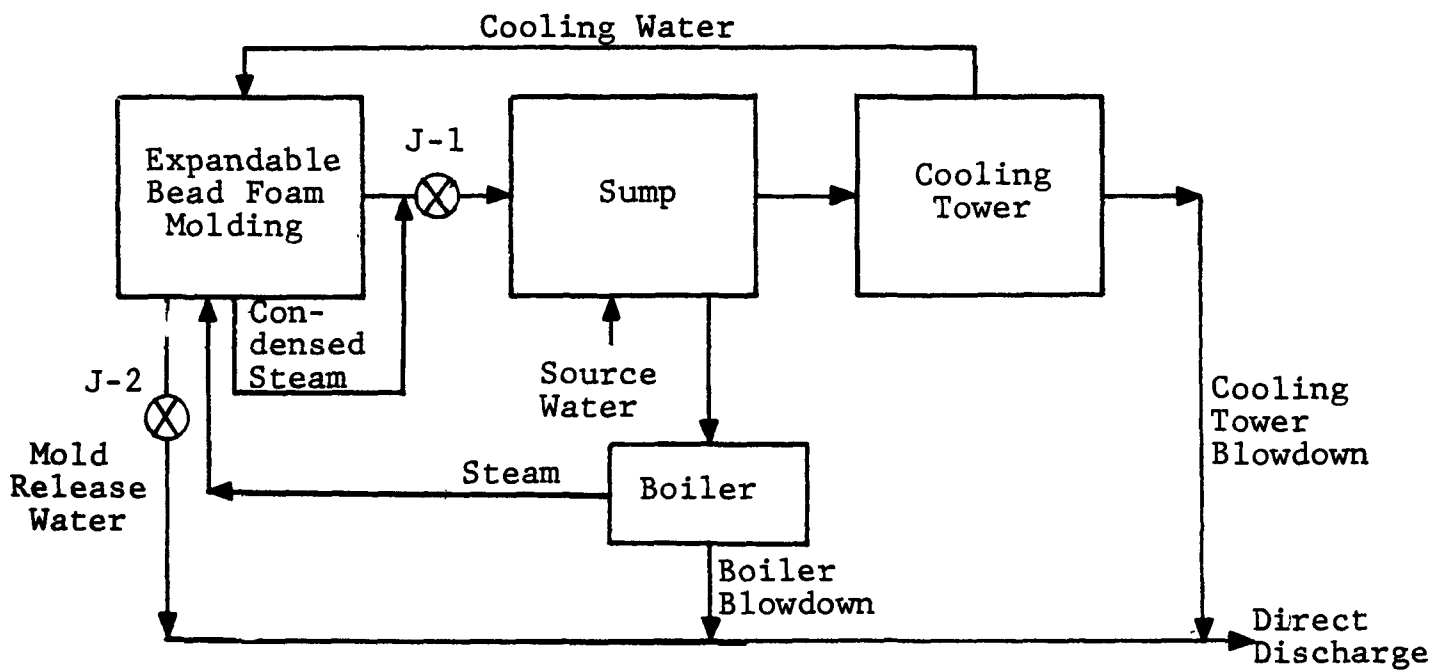 Cooling Water
J-1
Expandable
Bead Foam
Molding
Sump
Cooling
Tower
Con-
densed
Steam
J-2
Source
Water
Cooling
Tower
Blowdown
Mold
Release
Water
Steam
Boiler
Boiler
Blowdown
Direct
Discharge